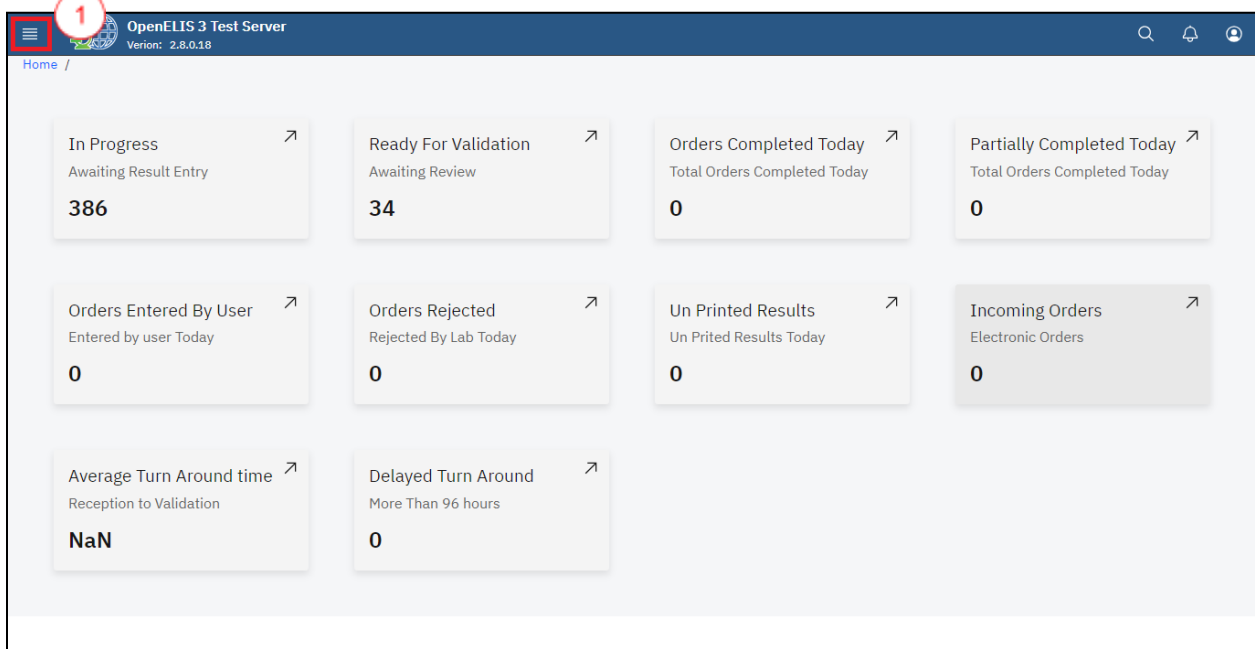 1
OpenELIS 3 Test Server
Verion: 2.8.0.18
Home /
In Progress
Awaiting Result Entry
386
Ready For Validation
Awaiting Review
34
Orders Completed Today
Total Orders Completed Today
0
Partially Completed Today
Total Orders Completed Today
0
Orders Entered By User
Entered by user Today
0
Orders Rejected
Rejected By Lab Today
0
Un Printed Results
Un Prited Results Today
0
Incoming Orders
Electronic Orders
0
Average Turn Around time
Reception to Validation
NaN
Delayed Turn Around
More Than 96 hours
0